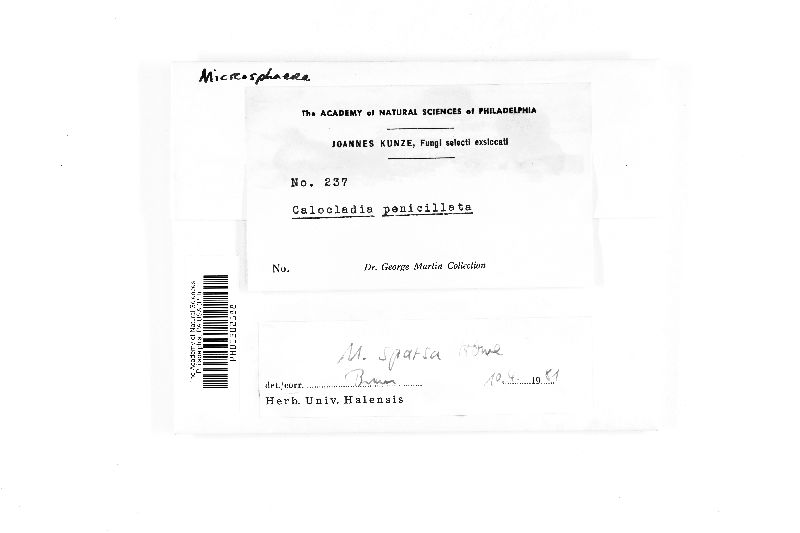 Microsphaera
The ACADEMY of NATURAL SCIENCES of PHILADELPHIA
JOANNES KUNZE, Fungi selecti exsiccati
No. 237
Calocladia penicillata
No. Dr. George Martin Collection
M. sparsa Howe
det./corr. Braun 10.4. 1981
Herb. Univ. Halensis